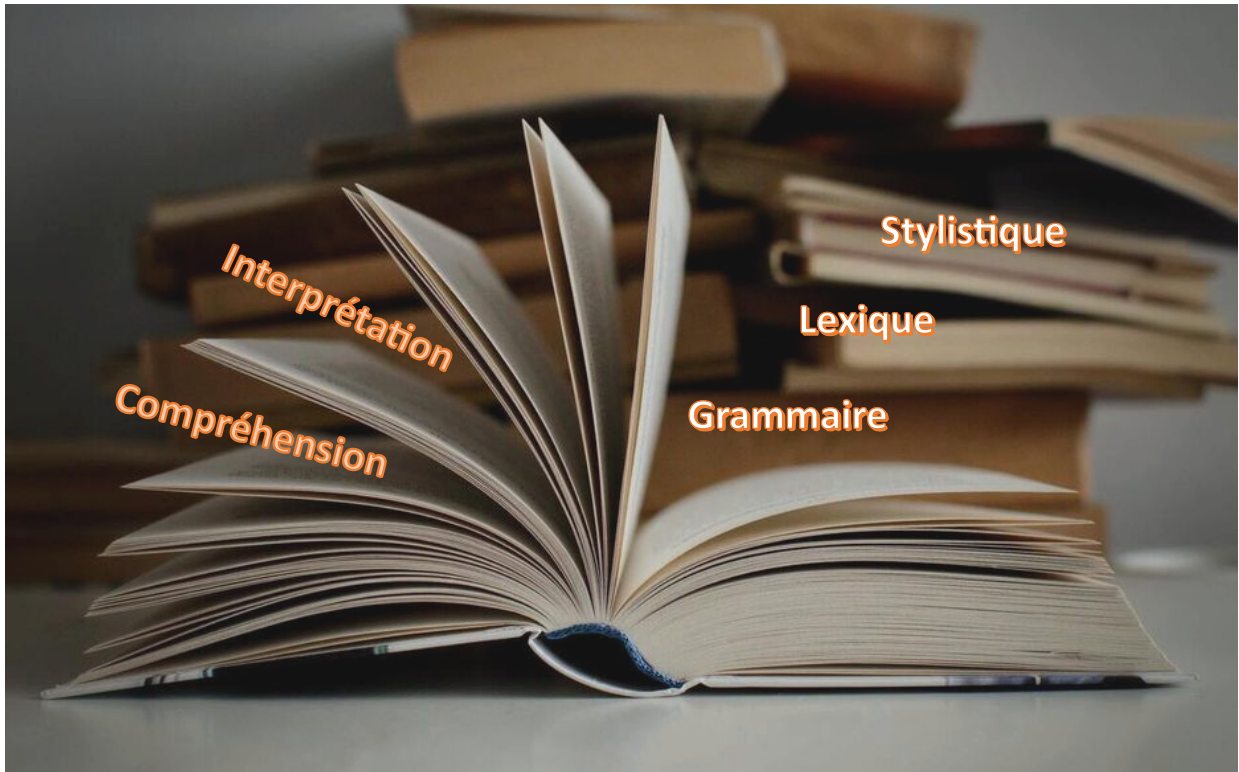 Interprétation
Compréhension
Stylistique
Lexique
Grammaire